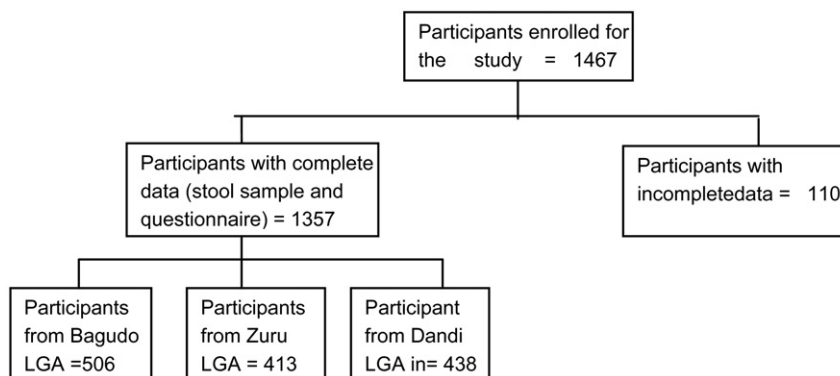 Participants enrolled for
the study = 1467
Participants with complete
data (stool sample and
questionnaire) = 1357
Participants with
incompletedata = 110
Participants
from Bagudo
LGA =506
Participants
from Zuru
LGA = 413
Participant
from Dandi
LGA in= 438